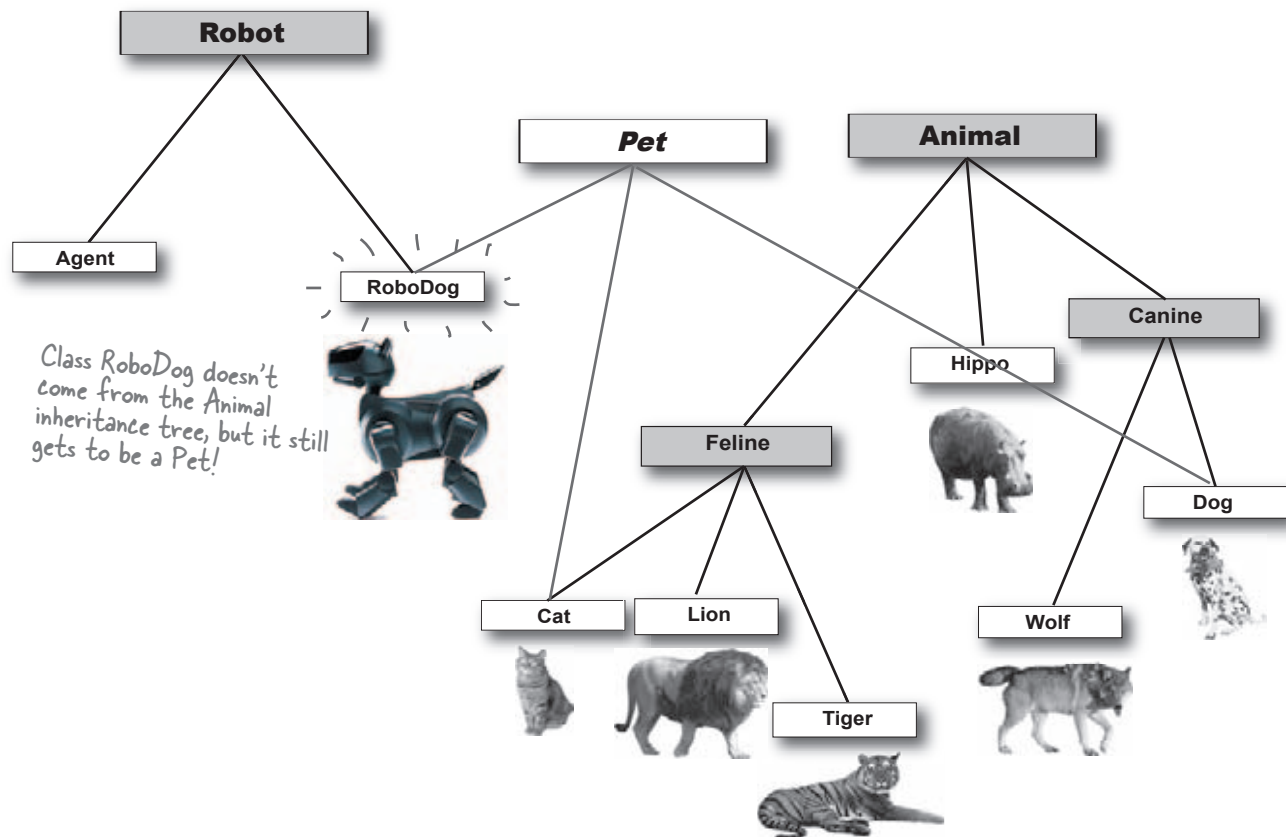 Robot
Pet
Animal
Agent
RoboDog
Canine
Hippo
Class RoboDog doesn't
come from the Animal
inheritance tree, but it still
gets to be a Pet!
Feline
Dog
Cat
Lion
Wolf
Tiger